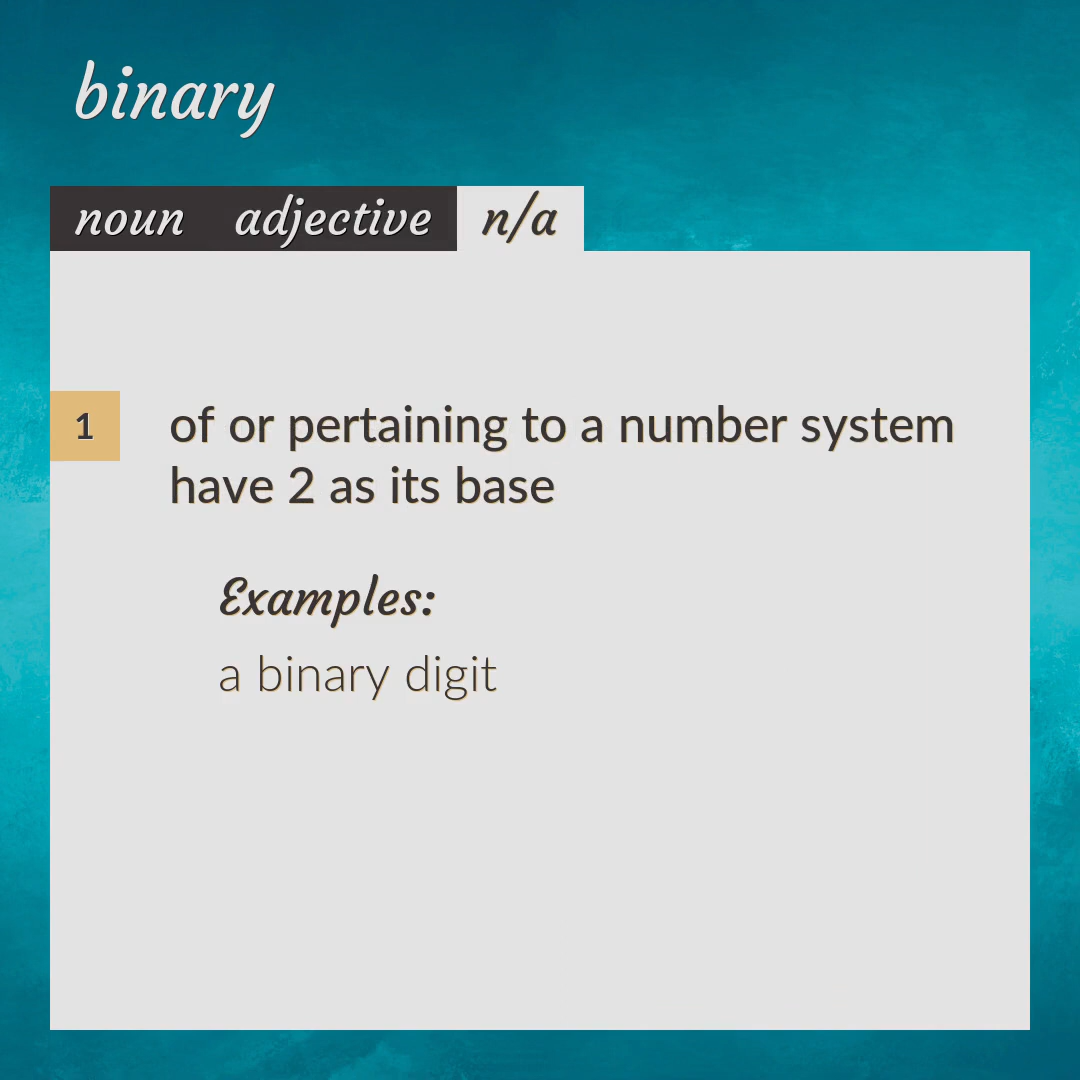 binary
noun adjective n/a
1 of or pertaining to a number system
have 2 as its base
Examples:
a binary digit